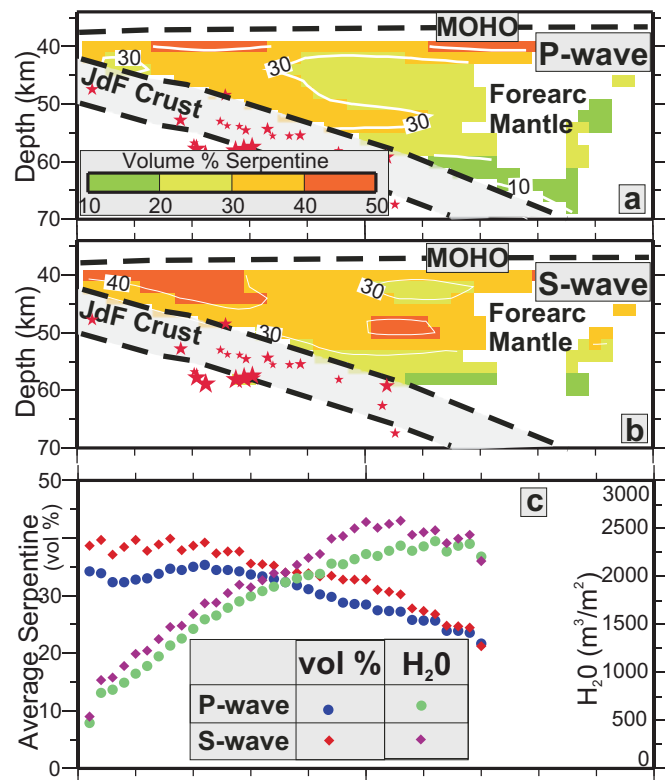 MOHO
40
30
30
P-wave
JdF Crust
Depth (km)
50
Forearc
Mantle
30
60
Volume % Serpentine
10
10 20 30 40 50
70
a
MOHO
40
40
30
S-wave
JdF Crust
Depth (km)
50
30
Forearc
Mantle
60
70
b
50
c
3000
40
2500
2000
30
1500
20
1000
10
500
0
0
Average Serpentine
(vol %)
H20 (m3/m2)
vol % H20
P-wave
S-wave